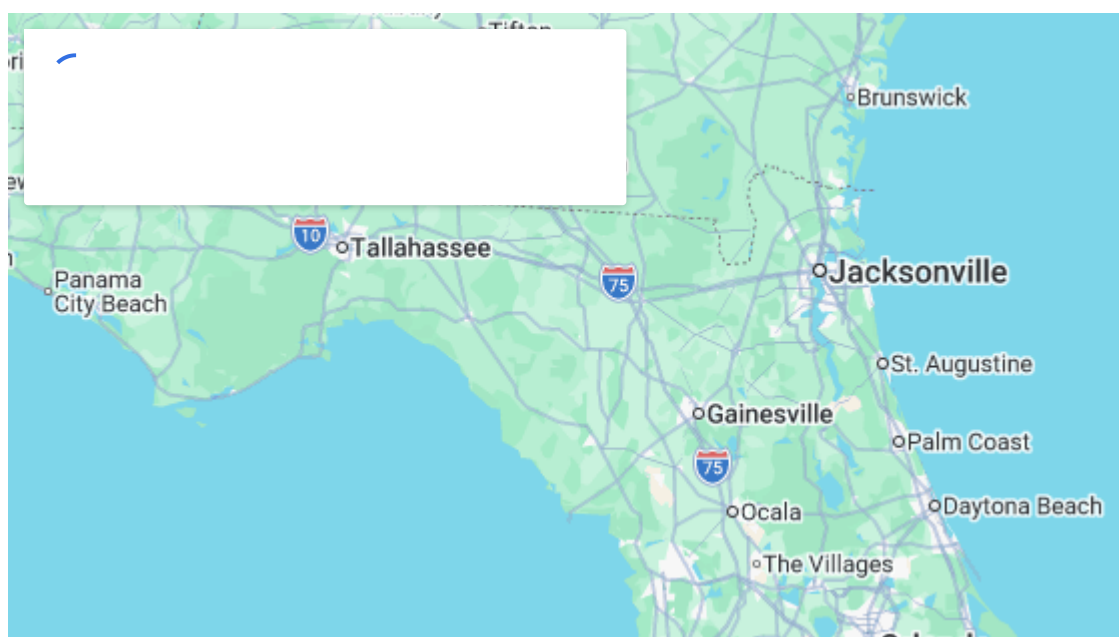 Tifton
Brunswick
10
Tallahassee
75
Jacksonville
Panama
City Beach
St. Augustine
Gainesville
Palm Coast
75
Ocala
Daytona Beach
The Villages